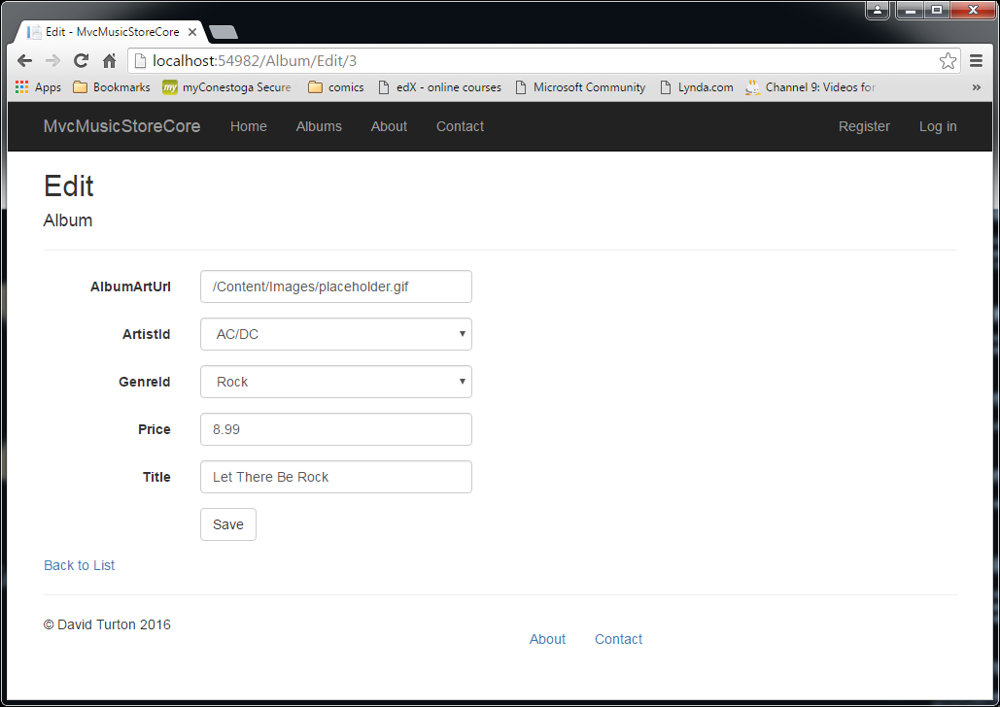 Edit - MvcMusicStoreCore
localhost:54982/Album/Edit/3
Apps Bookmarks my myConestoga Secure comics edX - online courses Microsoft Community Lynda.com Channel 9: Videos for »
MvcMusicStoreCore Home Albums About Contact Register Log in
Edit
Album
AlbumArtUrl /Content/Images/placeholder.gif
ArtistId AC/DC
GenreId Rock
Price 8.99
Title Let There Be Rock
Save
Back to List
© David Turton 2016
About Contact